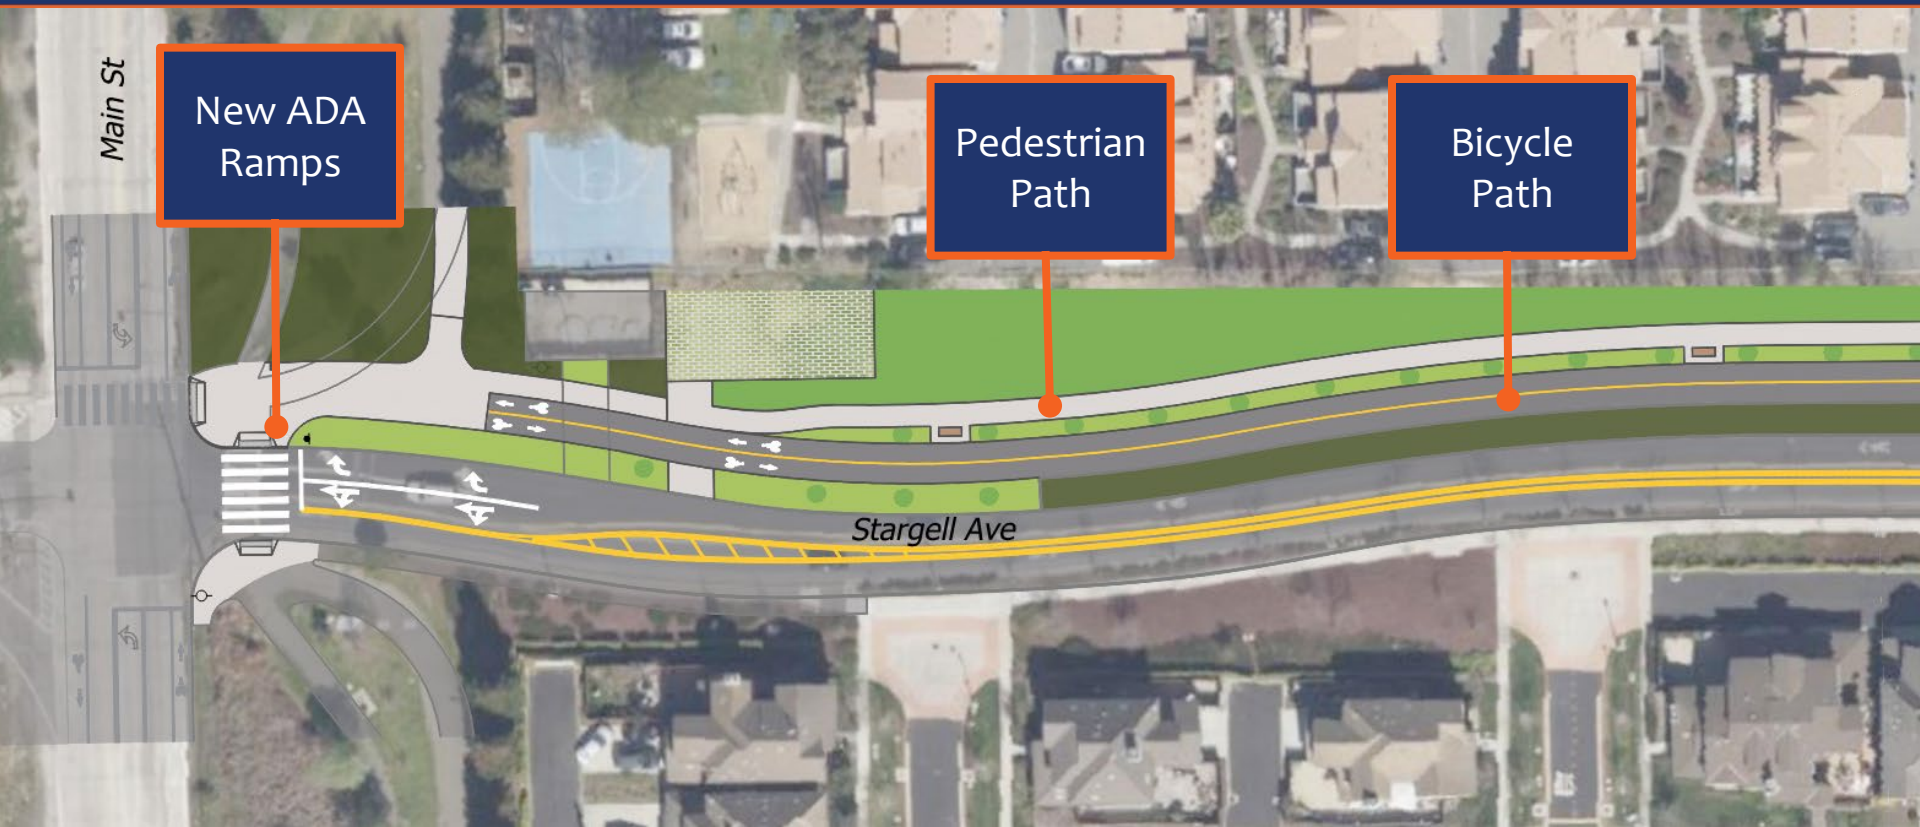 Main St
New ADA
Ramps
Pedestrian
Path
Bicycle
Path
Stargell Ave